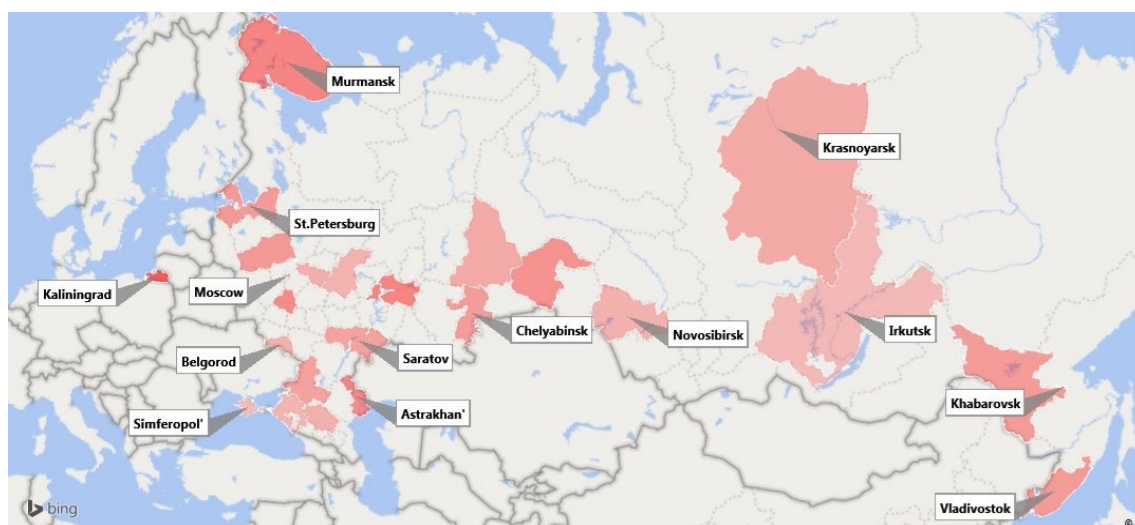 Murmansk
Krasnoyarsk
St.Petersburg
Kaliningrad
Moscow
Chelyabinsk
Novosibirsk
Irkutsk
Belgorod
Saratov
Khabarovsk
Simferopol'
Astrakhan'
Vladivostok
bing
©